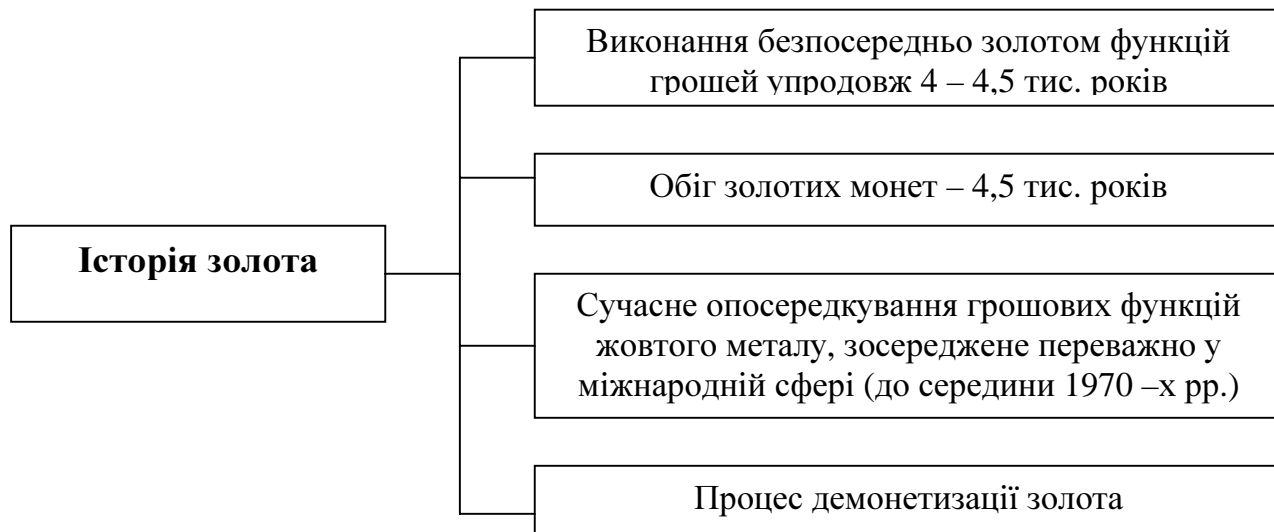 Історія золота
Виконання безпосередньо золотом функцій
грошей упродовж 4 – 4,5 тис. років
Обіг золотих монет – 4,5 тис. років
Сучасне опосередкування грошових функцій
жовтого металу, зосереджене переважно у
міжнародній сфері (до середини 1970 –х рр.)
Процес демонетизації золота